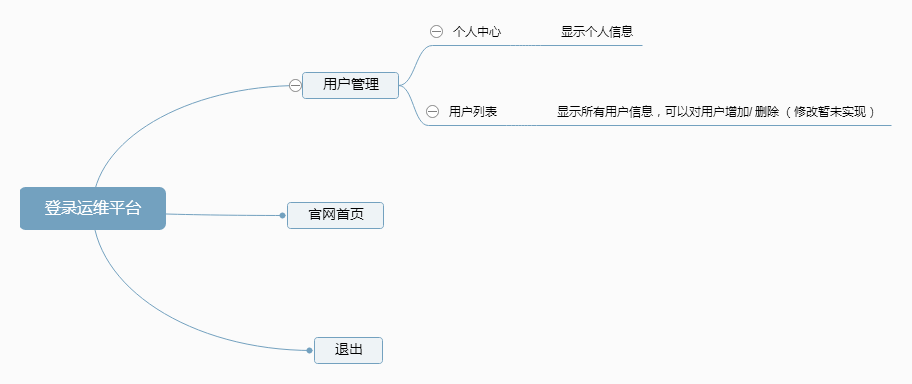 个人中心 显示个人信息
用户管理
用户列表 显示所有用户信息，可以对用户增加/ 删除 （修改暂未实现）
登录运维平台
官网首页
退出